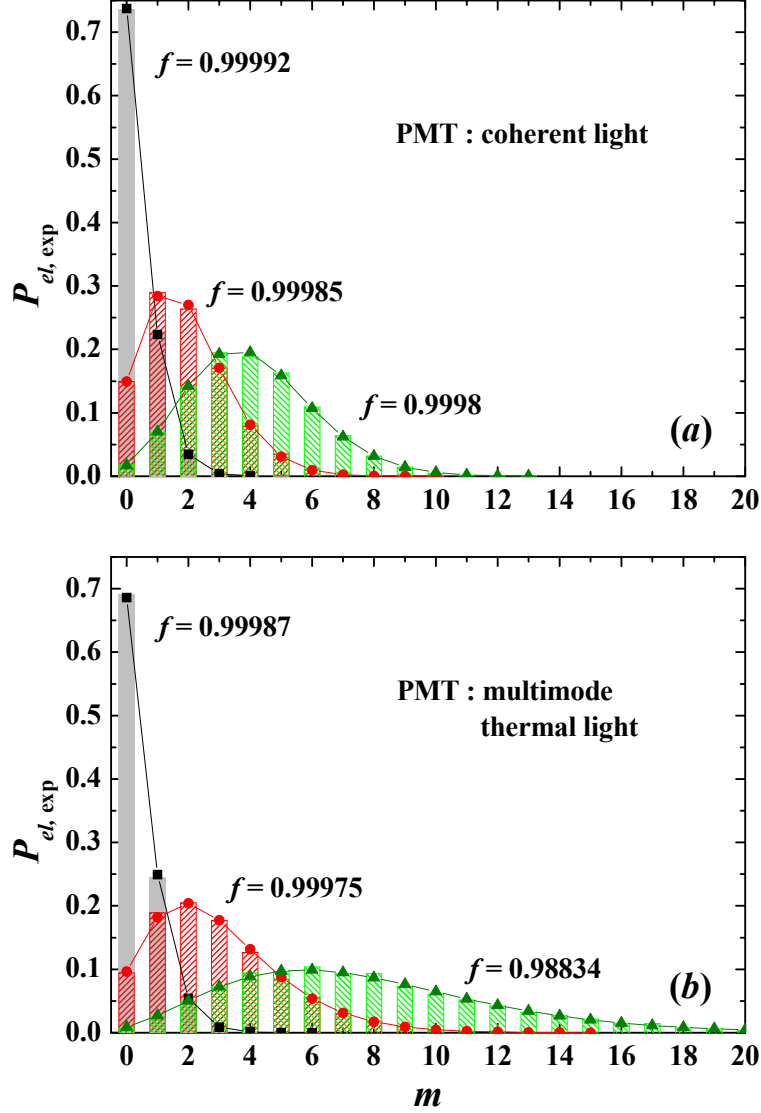 0.7
f = 0.99992
0.6
PMT : coherent light
0.5
0.4
P el, exp
0.3
f = 0.99985
0.2
f = 0.9998
0.1
(a)
0.0
0 2 4 6 8 10 12 14 16 18 20
0.7
f = 0.99987
0.6
PMT : multimode
thermal light
0.5
0.4
P el, exp
0.3
f = 0.99975
0.2
f = 0.98834
0.1
(b)
0.0
0 2 4 6 8 10 12 14 16 18 20
m